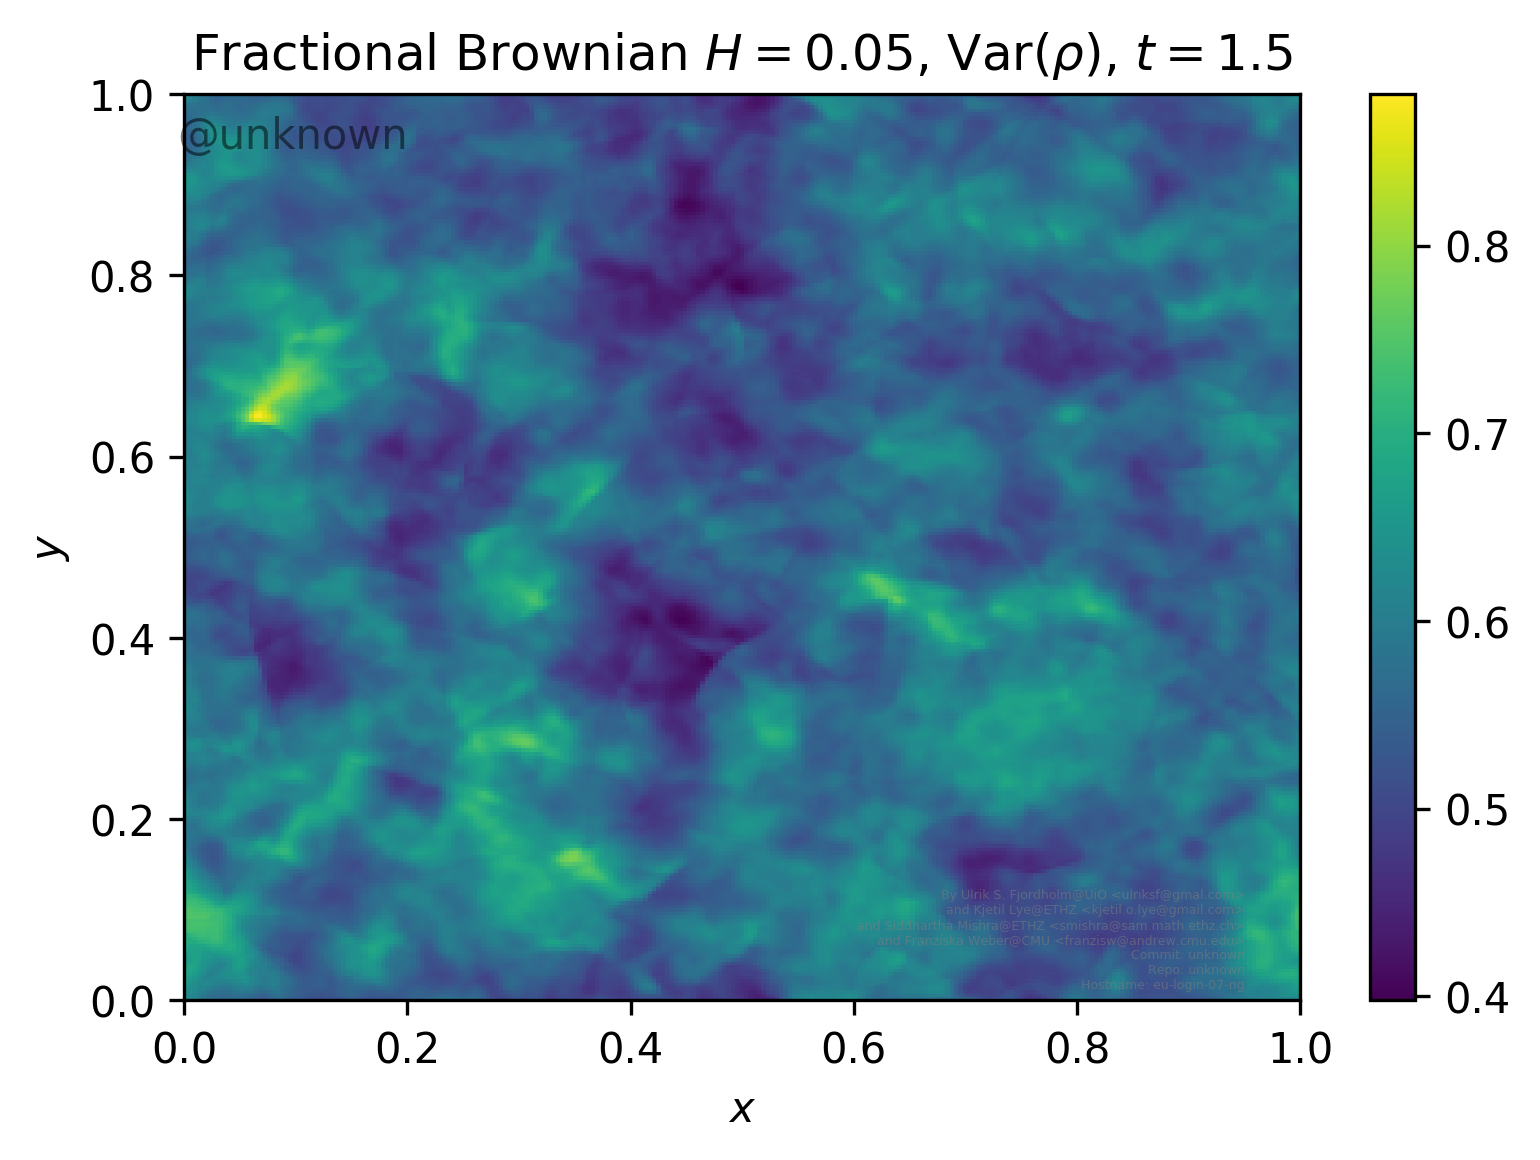 Fractional Brownian H = 0.05, Var(ρ), t = 1.5
@unknown
1.0
0.8
0.6
0.4
0.2
0.0
y
0.0 0.2 0.4 0.6 0.8 1.0
x
0.8
0.7
0.6
0.5
0.4
By Ulrik S. Fjordholm@UiO <ulriksf@gmal.com>
and Kjetil Lye@ETHZ <kjetil.o.lye@gmail.com>
and Siddhartha Mishra@ETHZ <smishra@sam.math.ethz.ch>
and Franziska Weber@CMU <franzisw@andrew.cmu.edu>
Commit: unknown
Repo: unknown
Hostname: eu-login-07-ng